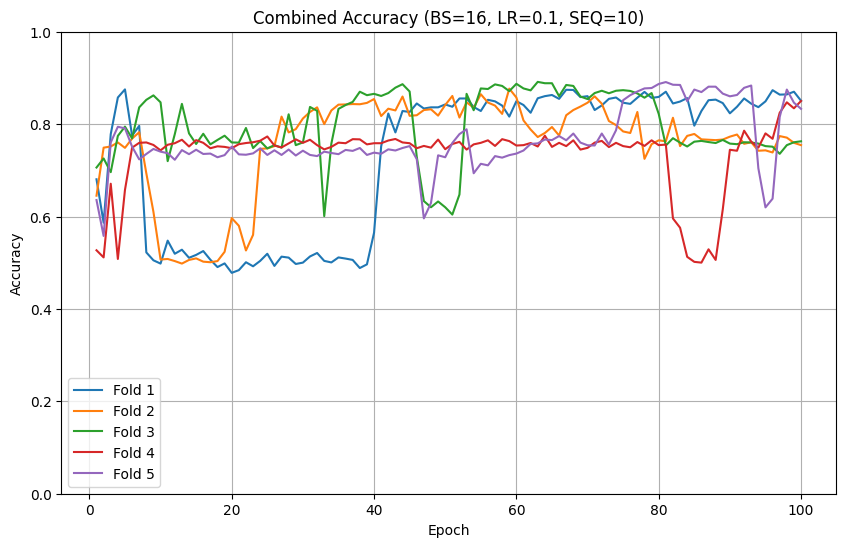 Combined Accuracy (BS=16, LR=0.1, SEQ=10)
Accuracy
1.0
0.8
0.6
0.4
0.2
0.0
Fold 1
Fold 2
Fold 3
Fold 4
Fold 5
0 20 40 60 80 100
Epoch